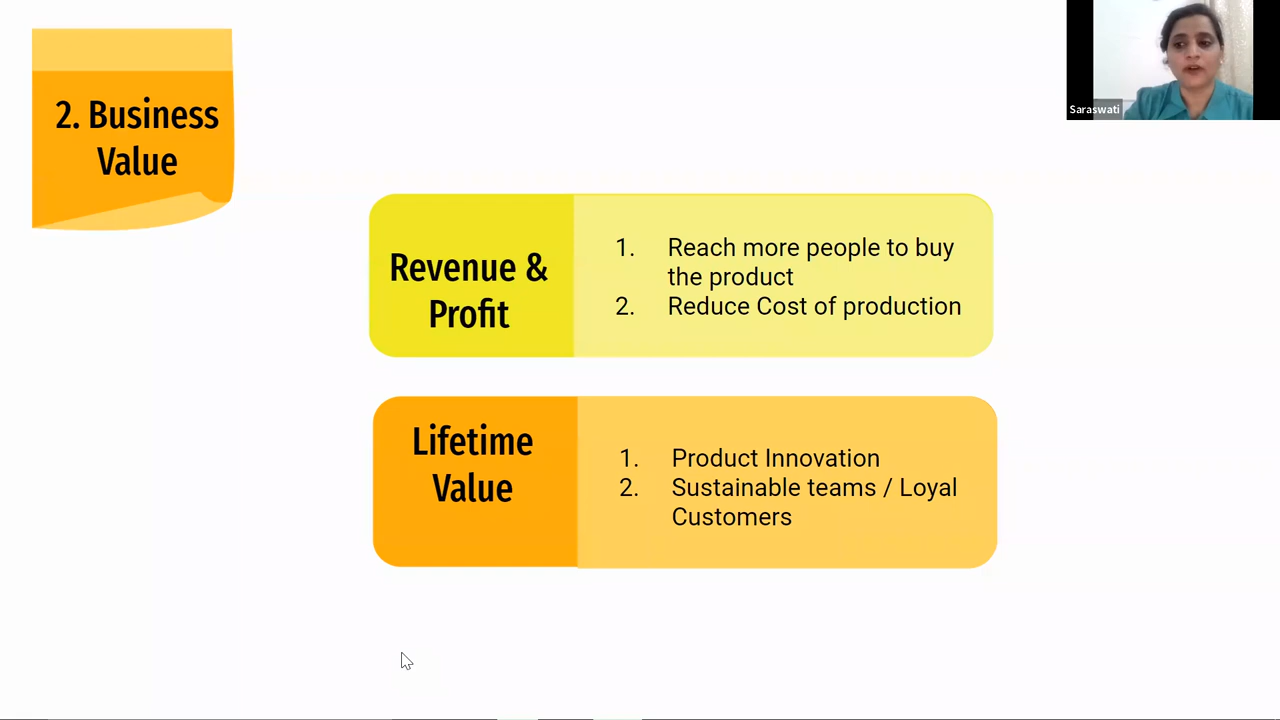 2. Business
Value
Saraswati
Revenue &
Profit
1. Reach more people to buy
the product
2. Reduce Cost of production
Lifetime
Value
1. Product Innovation
2. Sustainable teams / Loyal
Customers